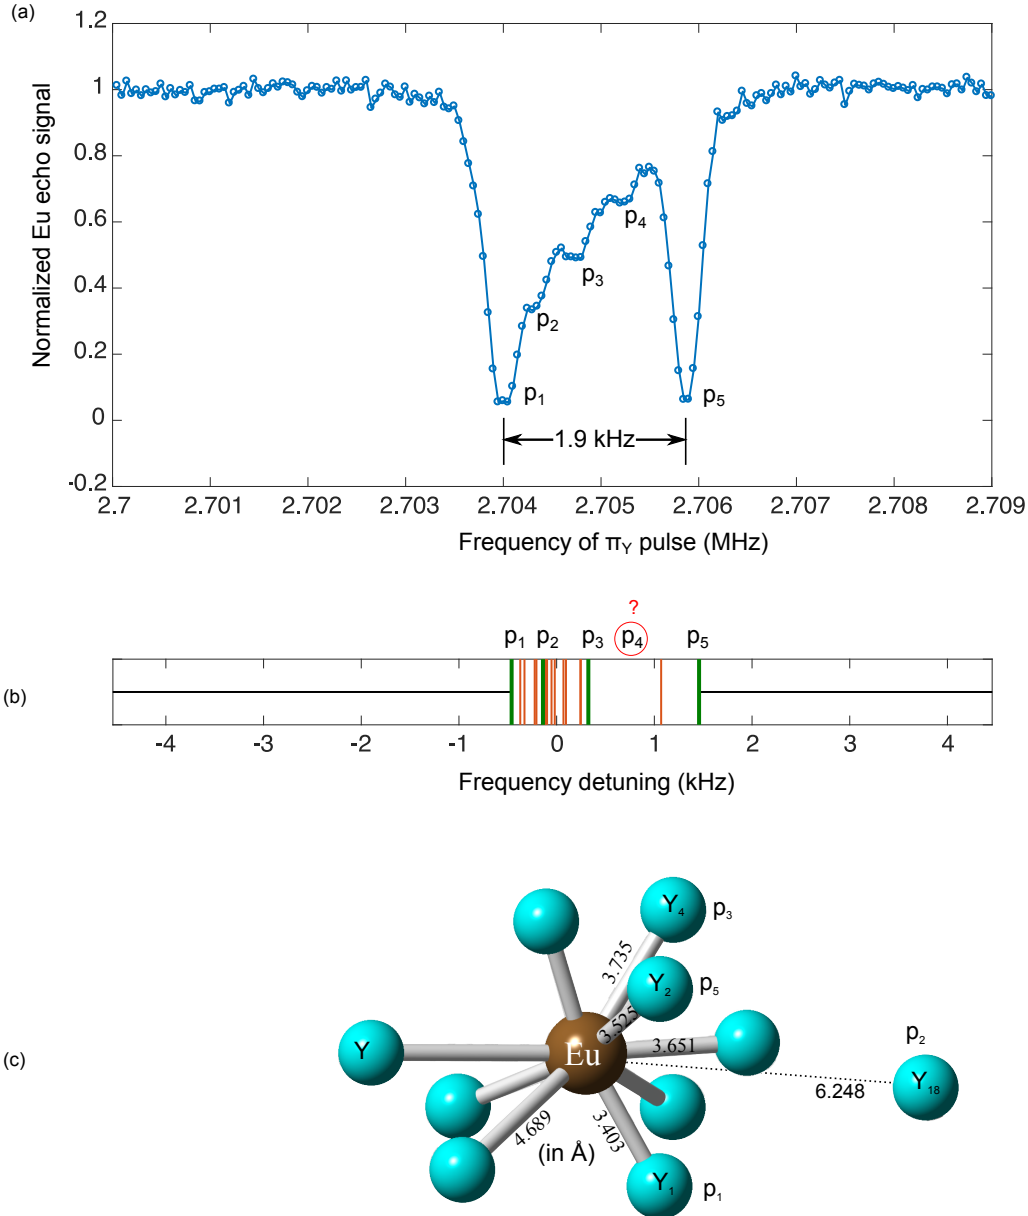 (a)
Normalized Eu echo signal
1.2
1
0.8
0.6
0.4
0.2
0
-0.2
p₁
p₂
p₃
p₄
p₅
1.9 kHz
2.7 2.701 2.702 2.703 2.704 2.705 2.706 2.707 2.708 2.709
Frequency of π_Y pulse (MHz)
(b)
?
p₁ p₂ p₃ p₄ p₅
-4 -3 -2 -1 0 1 2 3 4
Frequency detuning (kHz)
(c)
Y₄ p₃
3.735
Y₂ p₅
3.525
Y Eu 3.651
p₂
Y₁₈
6.248
4.689
3.403
(in Å)
Y₁ p₁